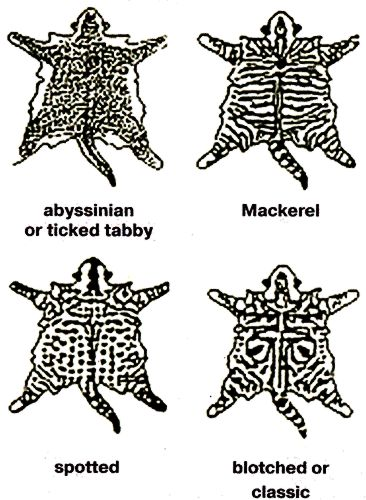 abyssinian
or ticked tabby
Mackerel
spotted
blotched or
classic